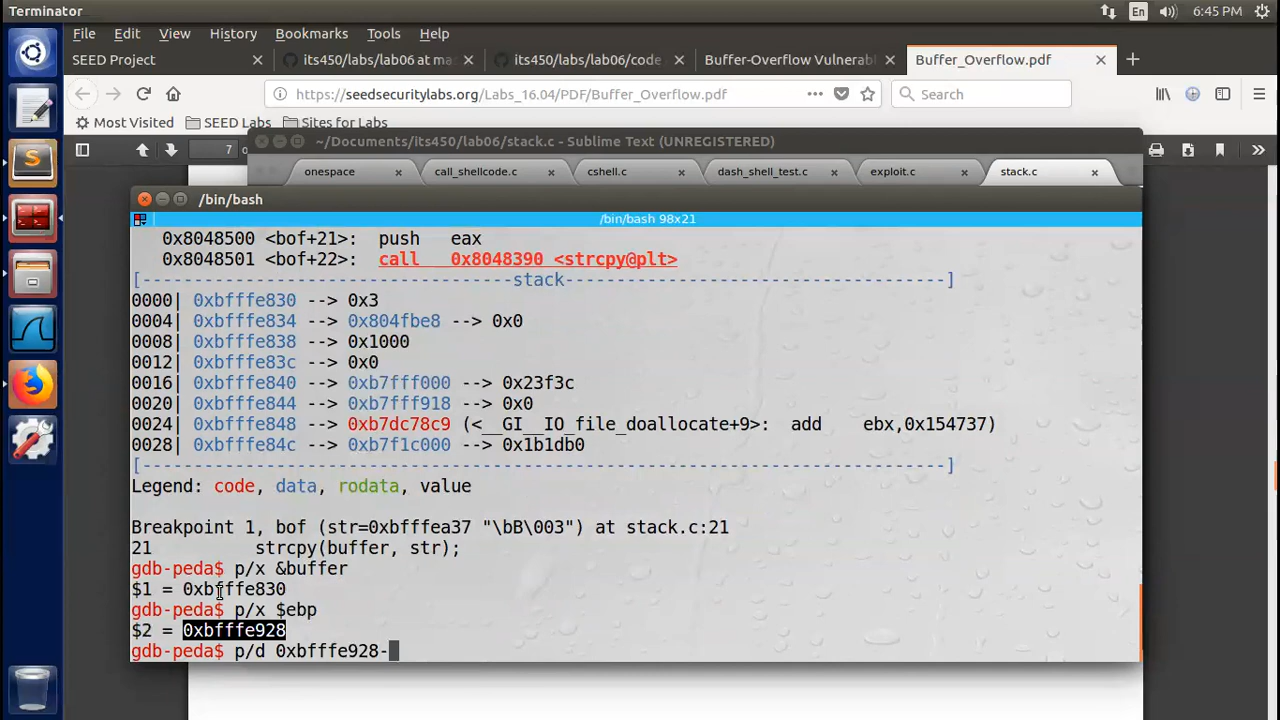 Terminator
En
6:45 PM
File Edit View History Bookmarks Tools Help
SEED Project
its450/labs/lab06 at ma
its450/labs/lab06/code
Buffer-Overflow Vulnerabi
Buffer_Overflow.pdf
https://seedsecuritylabs.org/Labs_16.04/PDF/Buffer_Overflow.pdf
Search
Most Visited
SEED Labs
Sites for Labs
7
~/Documents/its450/lab06/stack.c - Sublime Text (UNREGISTERED)
onespace
call_shellcode.c
cshell.c
dash_shell_test.c
exploit.c
stack.c
/bin/bash
/bin/bash 98x21
0x8048500 <bof+21>: push eax
0x8048501 <bof+22>: call 0x8048390 <strcpy@plt>
[------------------------------------stack-------------------------------------]
0000| 0xbfffe830 --> 0x3
0004| 0xbfffe834 --> 0x804fbe8 --> 0x0
0008| 0xbfffe838 --> 0x1000
0012| 0xbfffe83c --> 0x0
0016| 0xbfffe840 --> 0xb7fff000 --> 0x23f3c
0020| 0xbfffe844 --> 0xb7fff918 --> 0x0
0024| 0xbfffe848 --> 0xb7dc78c9 (<__GI__IO_file_doallocate+9>: add ebx,0x154737)
0028| 0xbfffe84c --> 0xb7f1c000 --> 0x1b1db0
[------------------------------------------------------------------------------]
Legend: code, data, rodata, value
Breakpoint 1, bof (str=0xbfffea37 "\bB\003") at stack.c:21
21 strcpy(buffer, str);
gdb-peda$ p/x &buffer
$1 = 0xbfffe830
gdb-peda$ p/x $ebp
$2 = 0xbfffe928
gdb-peda$ p/d 0xbfffe928-